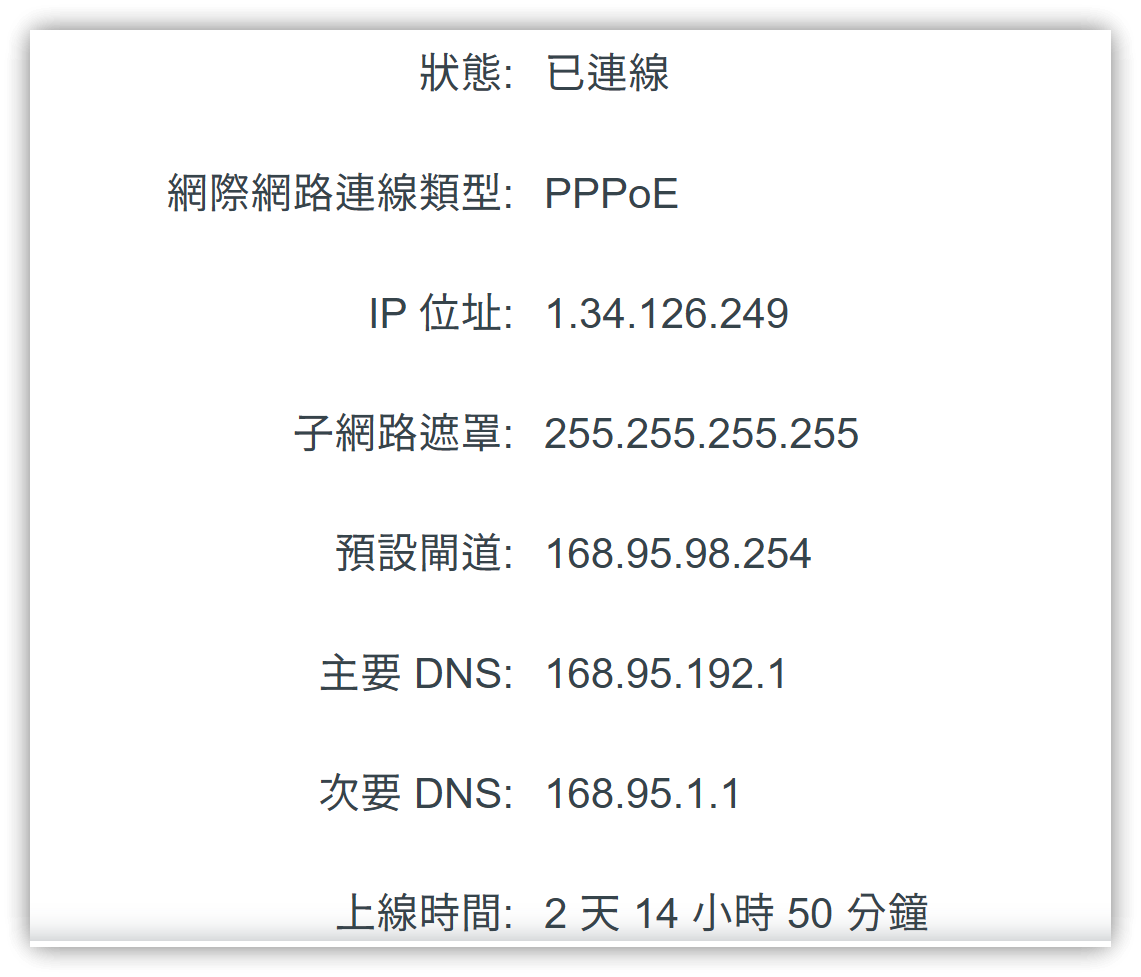 狀態: 已連線
網際網路連線類型: PPPoE
IP 位址: 1.34.126.249
子網路遮罩: 255.255.255.255
預設閘道: 168.95.98.254
主要 DNS: 168.95.192.1
次要 DNS: 168.95.1.1
上線時間: 2 天 14 小時 50 分鐘